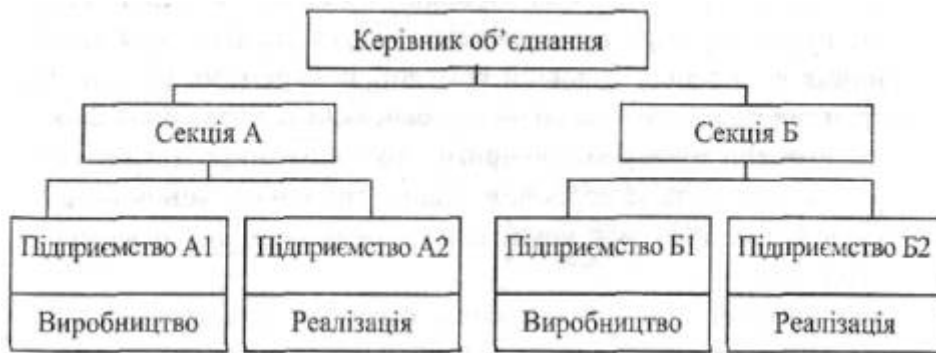 Керівник об’єднання
Секція А
Секція Б
Підприємство А1
Підприємство А2
Підприємство Б1
Підприємство Б2
Виробництво
Реалізація
Виробництво
Реалізація